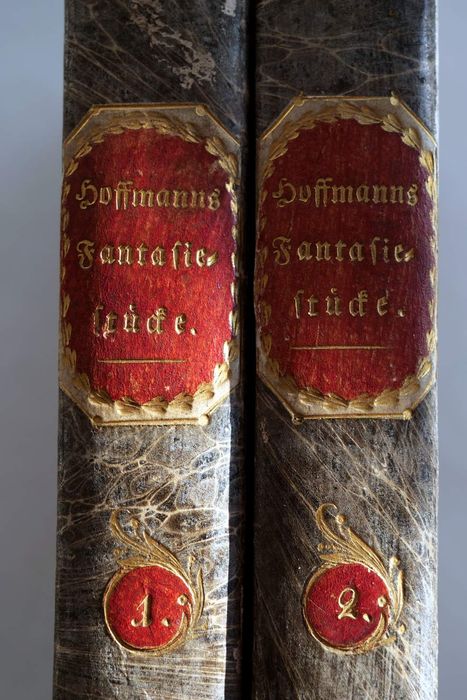 Hoffmanns
Fantasie-
stücke.
1.
Hoffmanns
Fantasie-
stücke.
2.